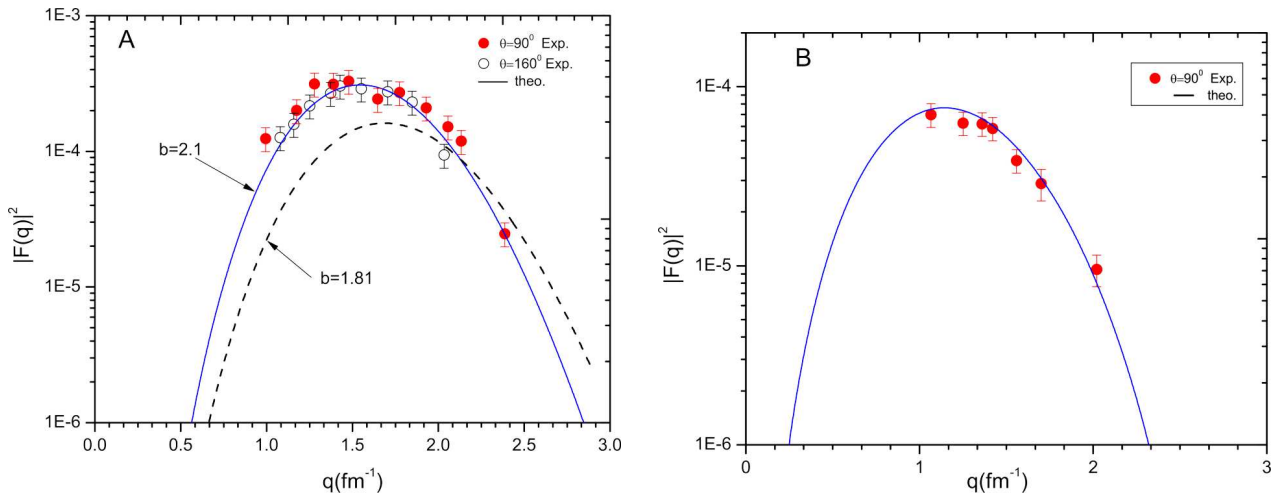 A
θ=90⁰ Exp.
θ=160⁰ Exp.
theo.
1E-3
1E-4
1E-5
1E-6
|F(q)|²
b=2.1
b=1.81
0.0 0.5 1.0 1.5 2.0 2.5 3.0
q(fm⁻¹)
B
θ=90⁰ Exp.
theo.
1E-4
1E-5
1E-6
|F(q)|²
0 1 2 3
q(fm⁻¹)